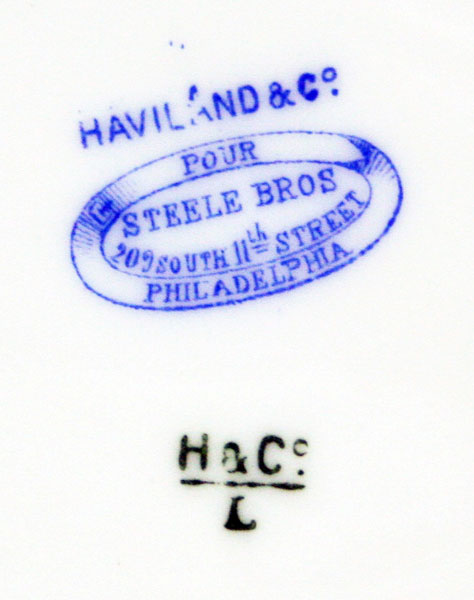 HAVILAND & Cº.
POUR
STEELE BROS
209 SOUTH 11th STREET
PHILADELPHIA
H & Cº
L